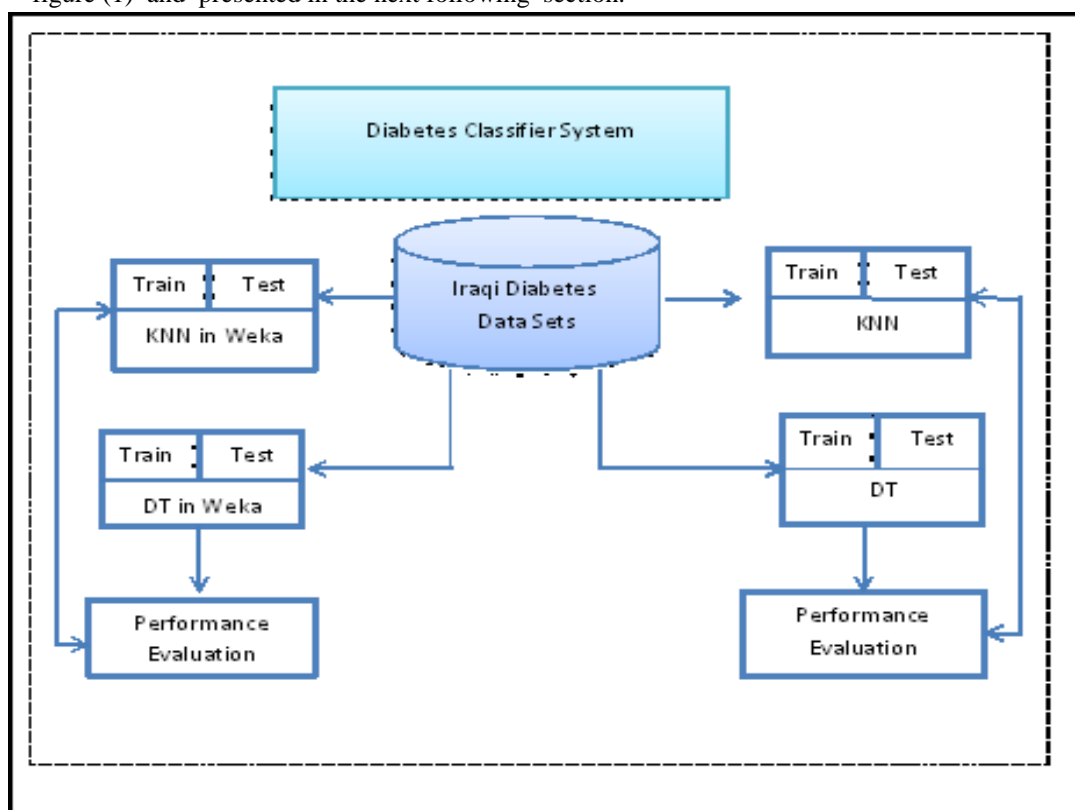 figure (1) and presented in the next following section.
Diabetes Classifier System
Iraqi Diabetes
Data Sets
Train Test
KNN in Weka
Train Test
KNN
Train Test
DT in Weka
Train Test
DT
Performance
Evaluation
Performance
Evaluation